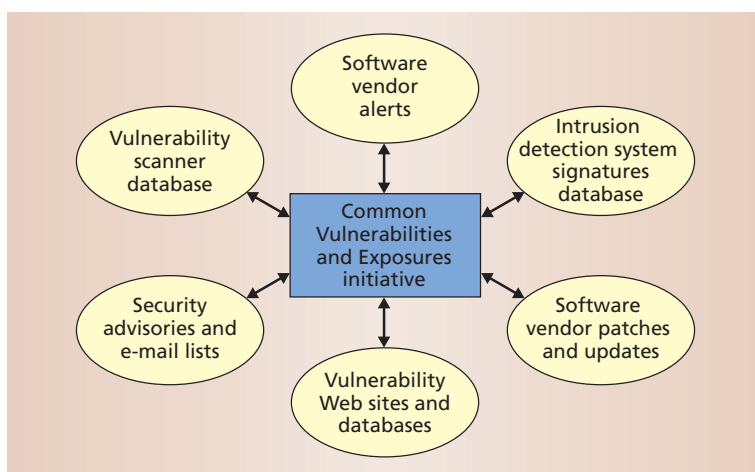 Software
vendor
alerts
Vulnerability
scanner
database
Intrusion
detection system
signatures
database
Common
Vulnerabilities
and Exposures
initiative
Security
advisories and
e-mail lists
Software
vendor patches
and updates
Vulnerability
Web sites and
databases